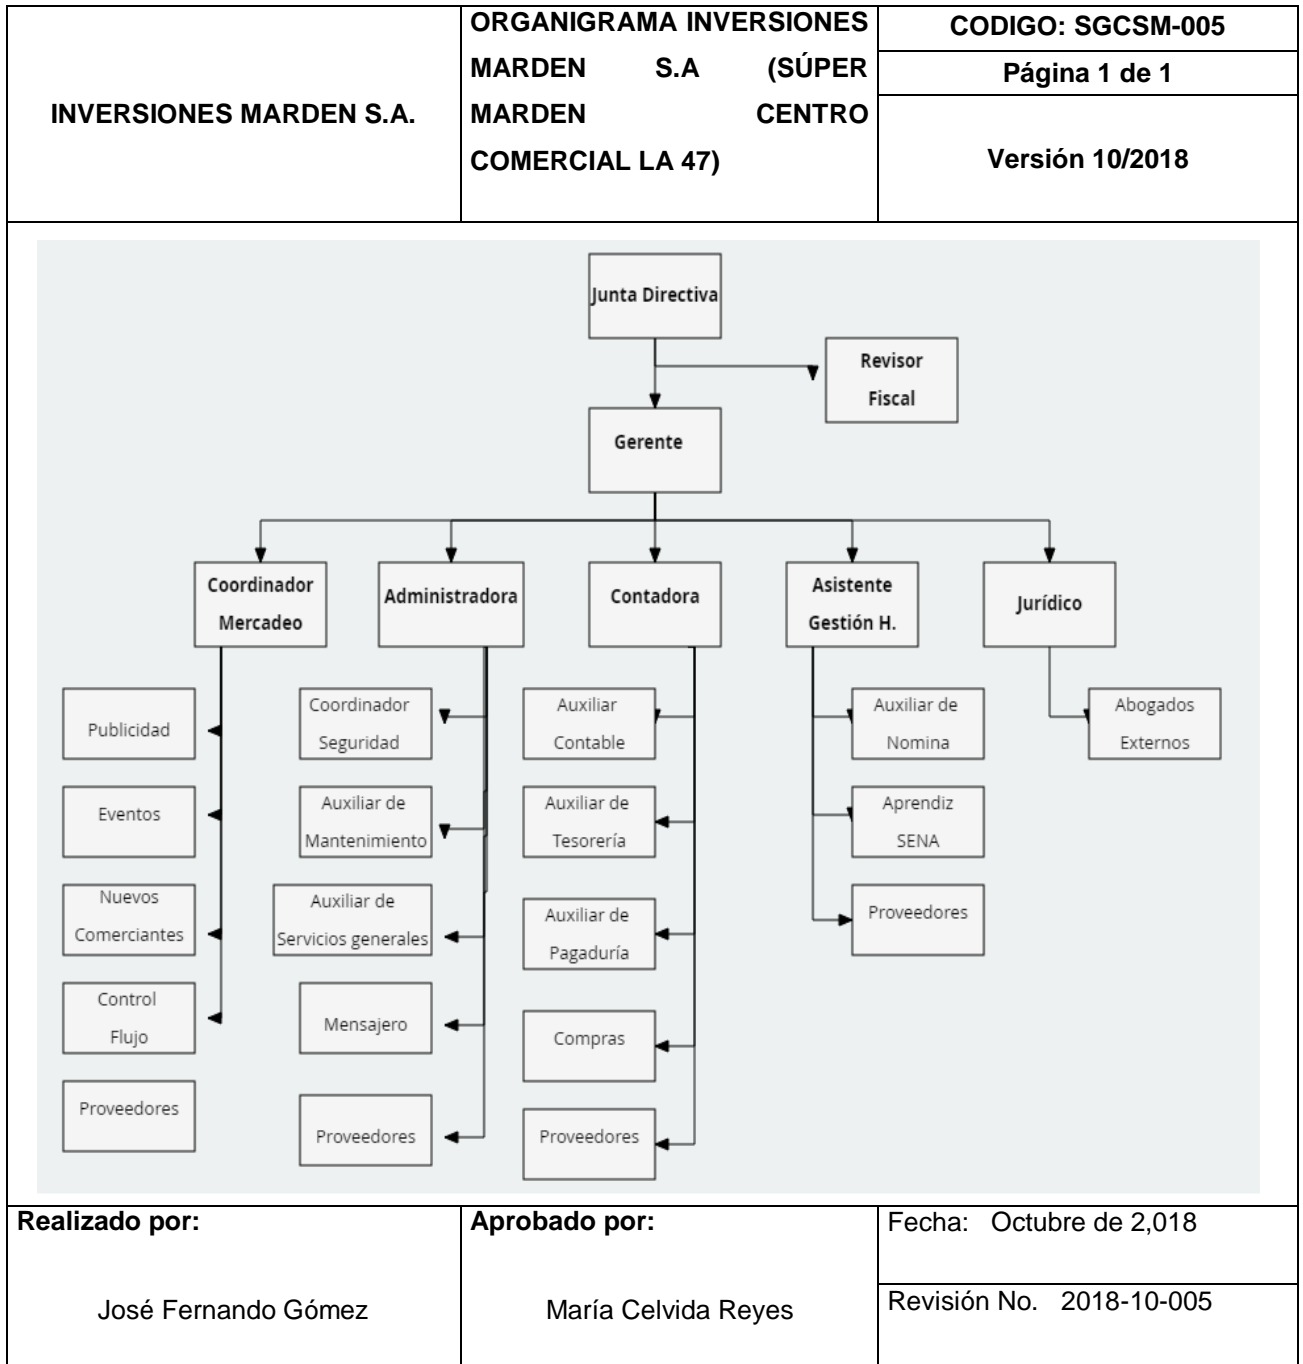 INVERSIONES MARDEN S.A.
ORGANIGRAMA INVERSIONES
MARDEN S.A (SÚPER
MARDEN CENTRO
COMERCIAL LA 47)
CODIGO: SGCSM-005
Página 1 de 1
Versión 10/2018
Junta Directiva
Revisor
Fiscal
Gerente
Coordinador
Mercadeo
Administradora
Contadora
Asistente
Gestión H.
Jurídico
Publicidad
Eventos
Nuevos
Comerciantes
Control
Flujo
Proveedores
Coordinador
Seguridad
Auxiliar de
Mantenimiento
Auxiliar de
Servicios generales
Mensajero
Proveedores
Auxiliar
Contable
Auxiliar de
Tesorería
Auxiliar de
Pagaduría
Compras
Proveedores
Auxiliar de
Nomina
Aprendiz
SENA
Proveedores
Abogados
Externos
Realizado por:
José Fernando Gómez
Aprobado por:
María Celvida Reyes
Fecha: Octubre de 2,018
Revisión No. 2018-10-005